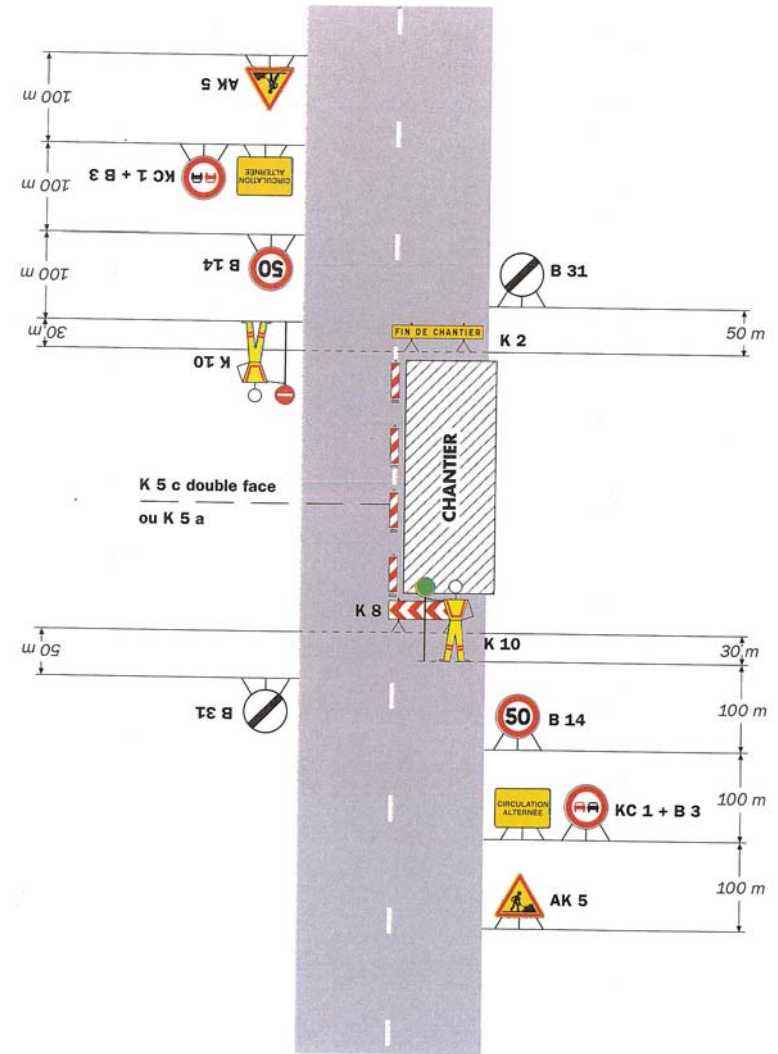 100 m
AK 5
100 m
CIRCULATION
ALTERNÉE
KC 1 + B 3
100 m
50
B 14
30 m
K 10
B 31
50 m
FIN DE CHANTIER
K 2
CHANTIER
K 5 c double face
ou K 5 a
K 8
K 10
30 m
50 m
B 31
100 m
50
B 14
100 m
CIRCULATION
ALTERNÉE
KC 1 + B 3
100 m
AK 5